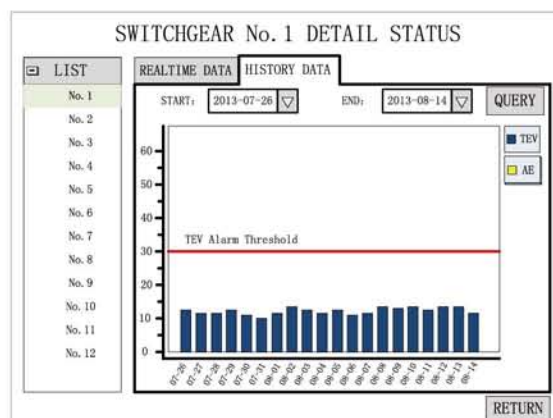 SWITCHGEAR No. 1 DETAIL STATUS
LIST
No. 1
No. 2
No. 3
No. 4
No. 5
No. 6
No. 7
No. 8
No. 9
No. 10
No. 11
No. 12
REALTIME DATA HISTORY DATA
START: 2013-07-26 END: 2013-08-14 QUERY
TEV
AE
60
50
40
30
20
10
0
TEV Alarm Threshold
07-26 07-27 07-28 07-29 07-30 07-31 08-01 08-02 08-03 08-04 08-05 08-06 08-07 08-08 08-09 08-10 08-11 08-12 08-13 08-14
RETURN